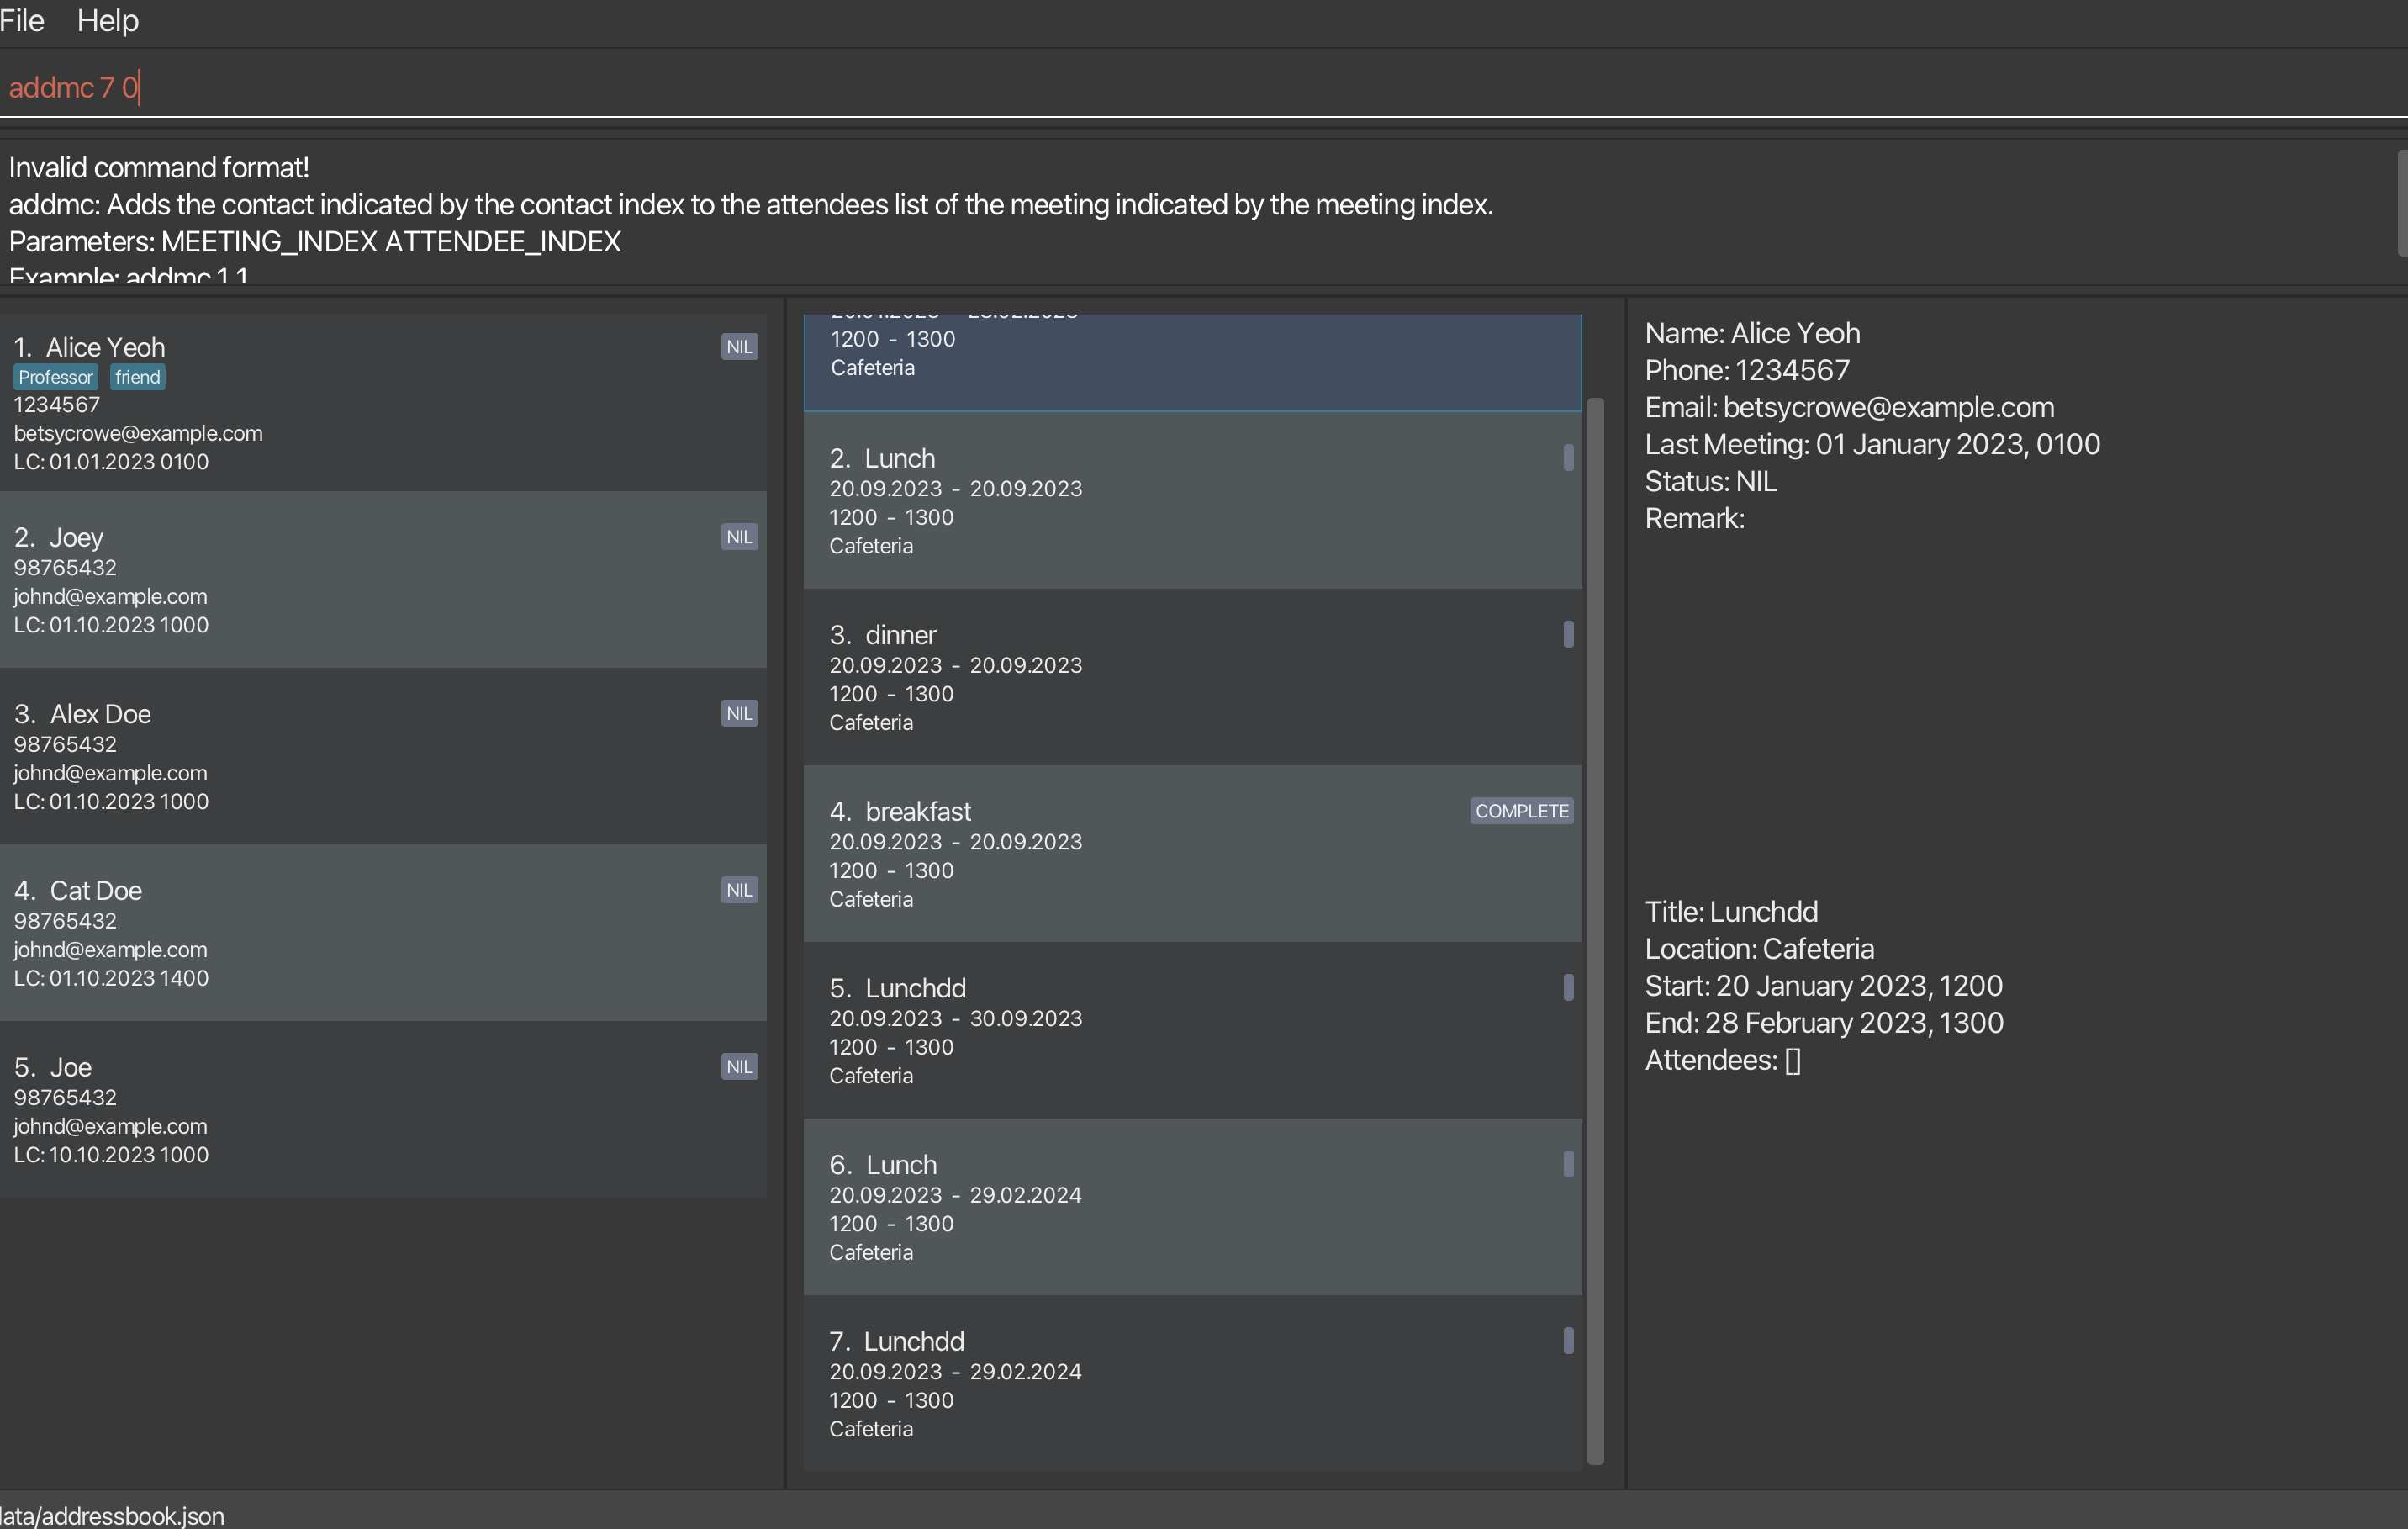 File Help
addmc 7 0
Invalid command format!
addmc: Adds the contact indicated by the contact index to the attendees list of the meeting indicated by the meeting index.
Parameters: MEETING_INDEX ATTENDEE_INDEX
Example: addmc 1 1
1. Alice Yeoh NIL
Professor friend
1234567
betsycrowe@example.com
LC: 01.01.2023 0100
2. Joey NIL
98765432
johnd@example.com
LC: 01.10.2023 1000
3. Alex Doe NIL
98765432
johnd@example.com
LC: 01.10.2023 1000
4. Cat Doe NIL
98765432
johnd@example.com
LC: 01.10.2023 1400
5. Joe NIL
98765432
johnd@example.com
LC: 10.10.2023 1000
20.01.2023 - 28.02.2023
1200 - 1300
Cafeteria
2. Lunch
20.09.2023 - 20.09.2023
1200 - 1300
Cafeteria
3. dinner
20.09.2023 - 20.09.2023
1200 - 1300
Cafeteria
4. breakfast COMPLETE
20.09.2023 - 20.09.2023
1200 - 1300
Cafeteria
5. Lunchdd
20.09.2023 - 30.09.2023
1200 - 1300
Cafeteria
6. Lunch
20.09.2023 - 29.02.2024
1200 - 1300
Cafeteria
7. Lunchdd
20.09.2023 - 29.02.2024
1200 - 1300
Cafeteria
Name: Alice Yeoh
Phone: 1234567
Email: betsycrowe@example.com
Last Meeting: 01 January 2023, 0100
Status: NIL
Remark:
Title: Lunchdd
Location: Cafeteria
Start: 20 January 2023, 1200
End: 28 February 2023, 1300
Attendees: []
data/addressbook.json